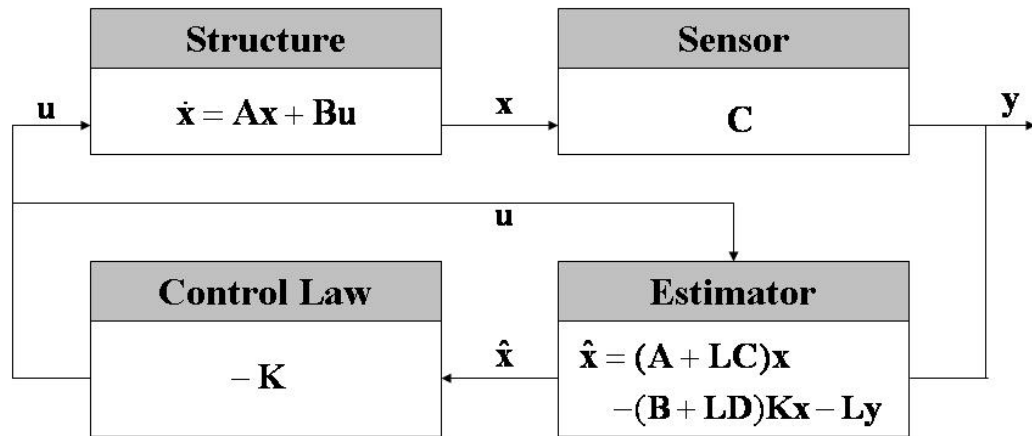 Structure
Sensor
u
ẋ = Ax + Bu
x
C
y
u
Control Law
Estimator
− K
x̂
x̂ = (A + LC)x
-(B + LD)Kx − Ly